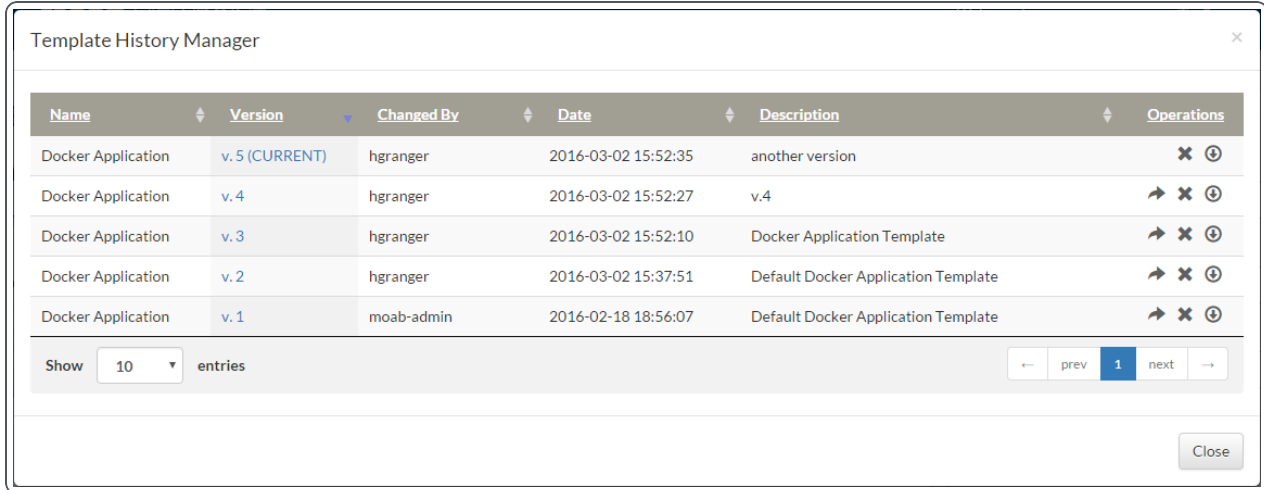 Template History Manager ×
Name Version Changed By Date Description Operations
Docker Application v. 5 (CURRENT) hgranger 2016-03-02 15:52:35 another version
Docker Application v. 4 hgranger 2016-03-02 15:52:27 v.4
Docker Application v. 3 hgranger 2016-03-02 15:52:10 Docker Application Template
Docker Application v. 2 hgranger 2016-03-02 15:37:51 Default Docker Application Template
Docker Application v. 1 moab-admin 2016-02-18 18:56:07 Default Docker Application Template
Show 10 entries ← prev 1 next →
Close